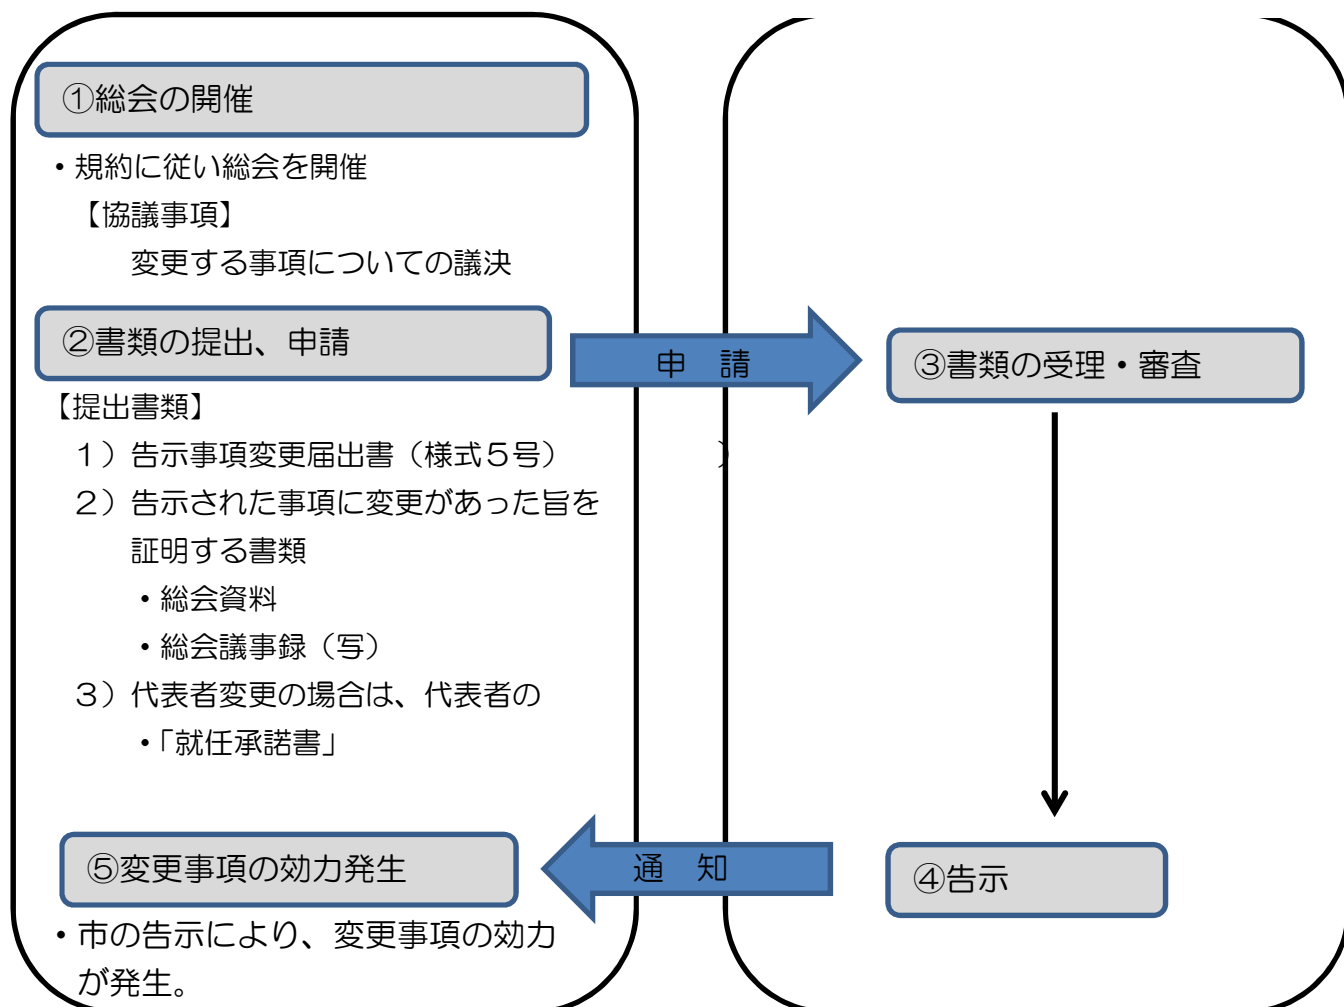 ①総会の開催
・規約に従い総会を開催
【協議事項】
変更する事項についての議決
②書類の提出、申請
【提出書類】
１）告示事項変更届出書（様式５号）　　　　　）
２）告示された事項に変更があった旨を
証明する書類
・総会資料
・総会議事録（写）
３）代表者変更の場合は、代表者の
・「就任承諾書」
申　請
③書類の受理・審査
④告示
通　知
⑤変更事項の効力発生
・市の告示により、変更事項の効力
が発生。